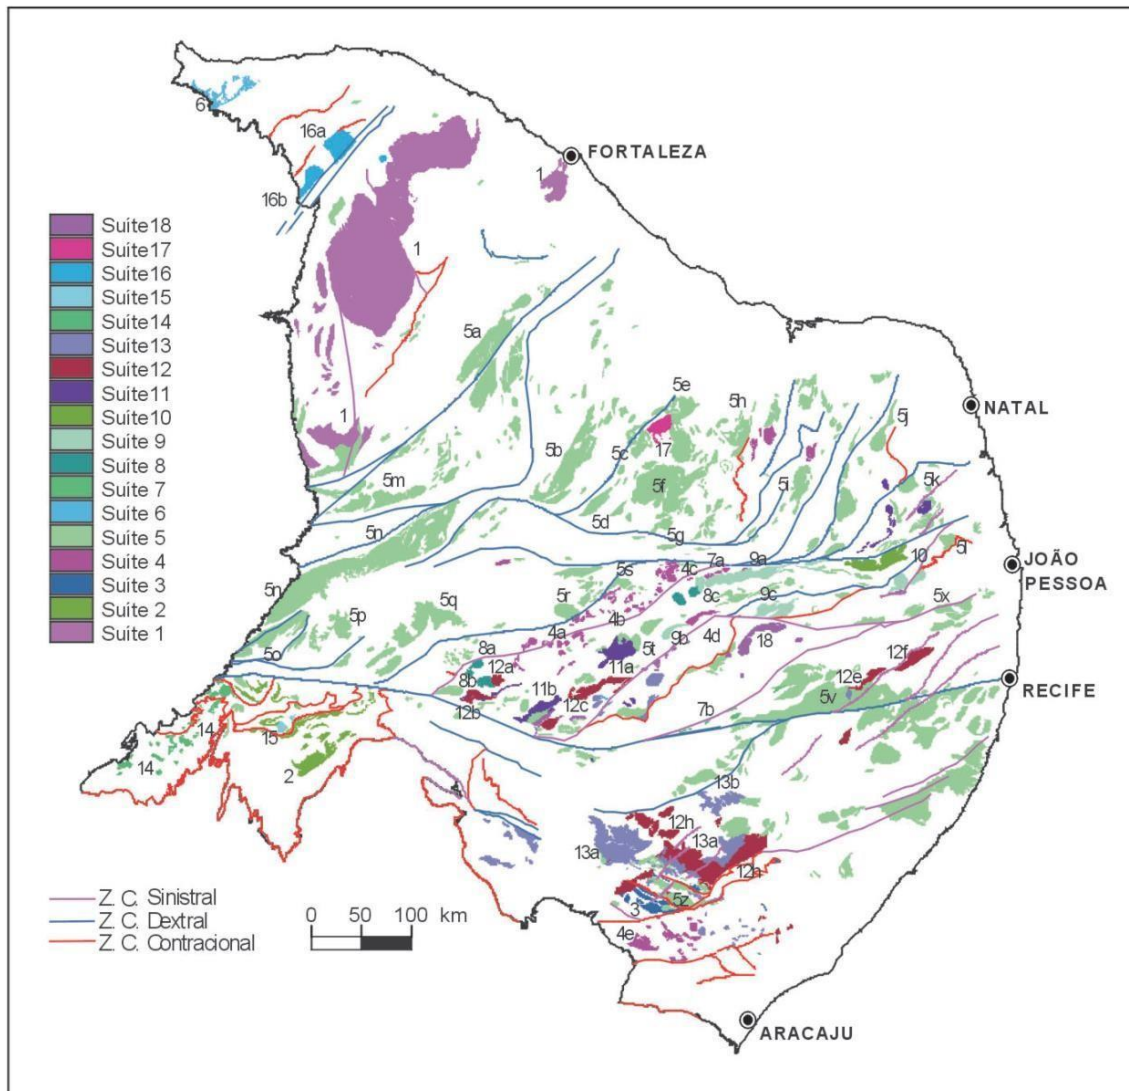 6
16a
FORTALEZA
1
16b
1
Suite18
Suite17
Suite16
Suite15
Suite14
Suite13
Suite12
Suite11
Suite10
Suite 9
Suite 8
Suite 7
Suite 6
Suite 5
Suite 4
Suite 3
Suite 2
Suite 1
5a
5e
5h
5j
NATAL
1
17
5b
5c
5m
5f
5i
5k
5n
5d
5g
7a
9a
10
5l
JOÃO
PESSOA
5n
5s
4c
8c
9c
5x
5p
5q
5r
4b
4a
9b
4d
18
5o
8a
5t
12f
8b
12a
11a
12e
RECIFE
12b
11b
12c
7b
5v
14
15
14
2
13b
12h
13a
13a
12h
5z
3
4e
Z. C. Sinistral
Z. C. Dextral
Z. C. Contracional
0 50 100 km
ARACAJU